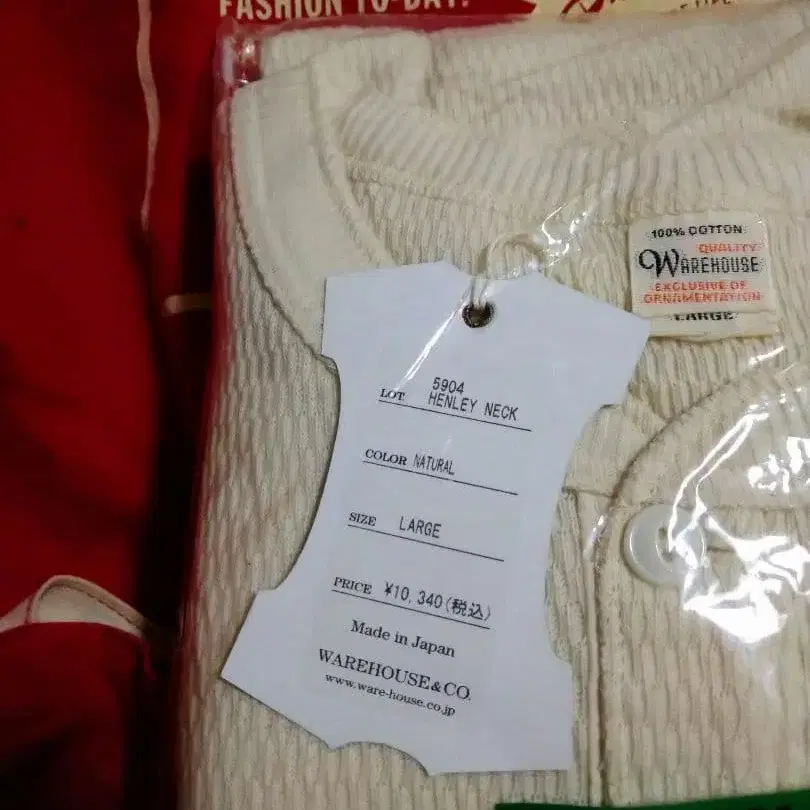 FASHION TO-DAY!
100% COTTON
QUALITY
WAREHOUSE
EXCLUSIVE OF
ORNAMENTATION
LARGE
LOT 5904
HENLEY NECK
COLOR NATURAL
SIZE LARGE
PRICE ¥10,340(税込)
Made in Japan
WAREHOUSE & CO.
www.ware-house.co.jp